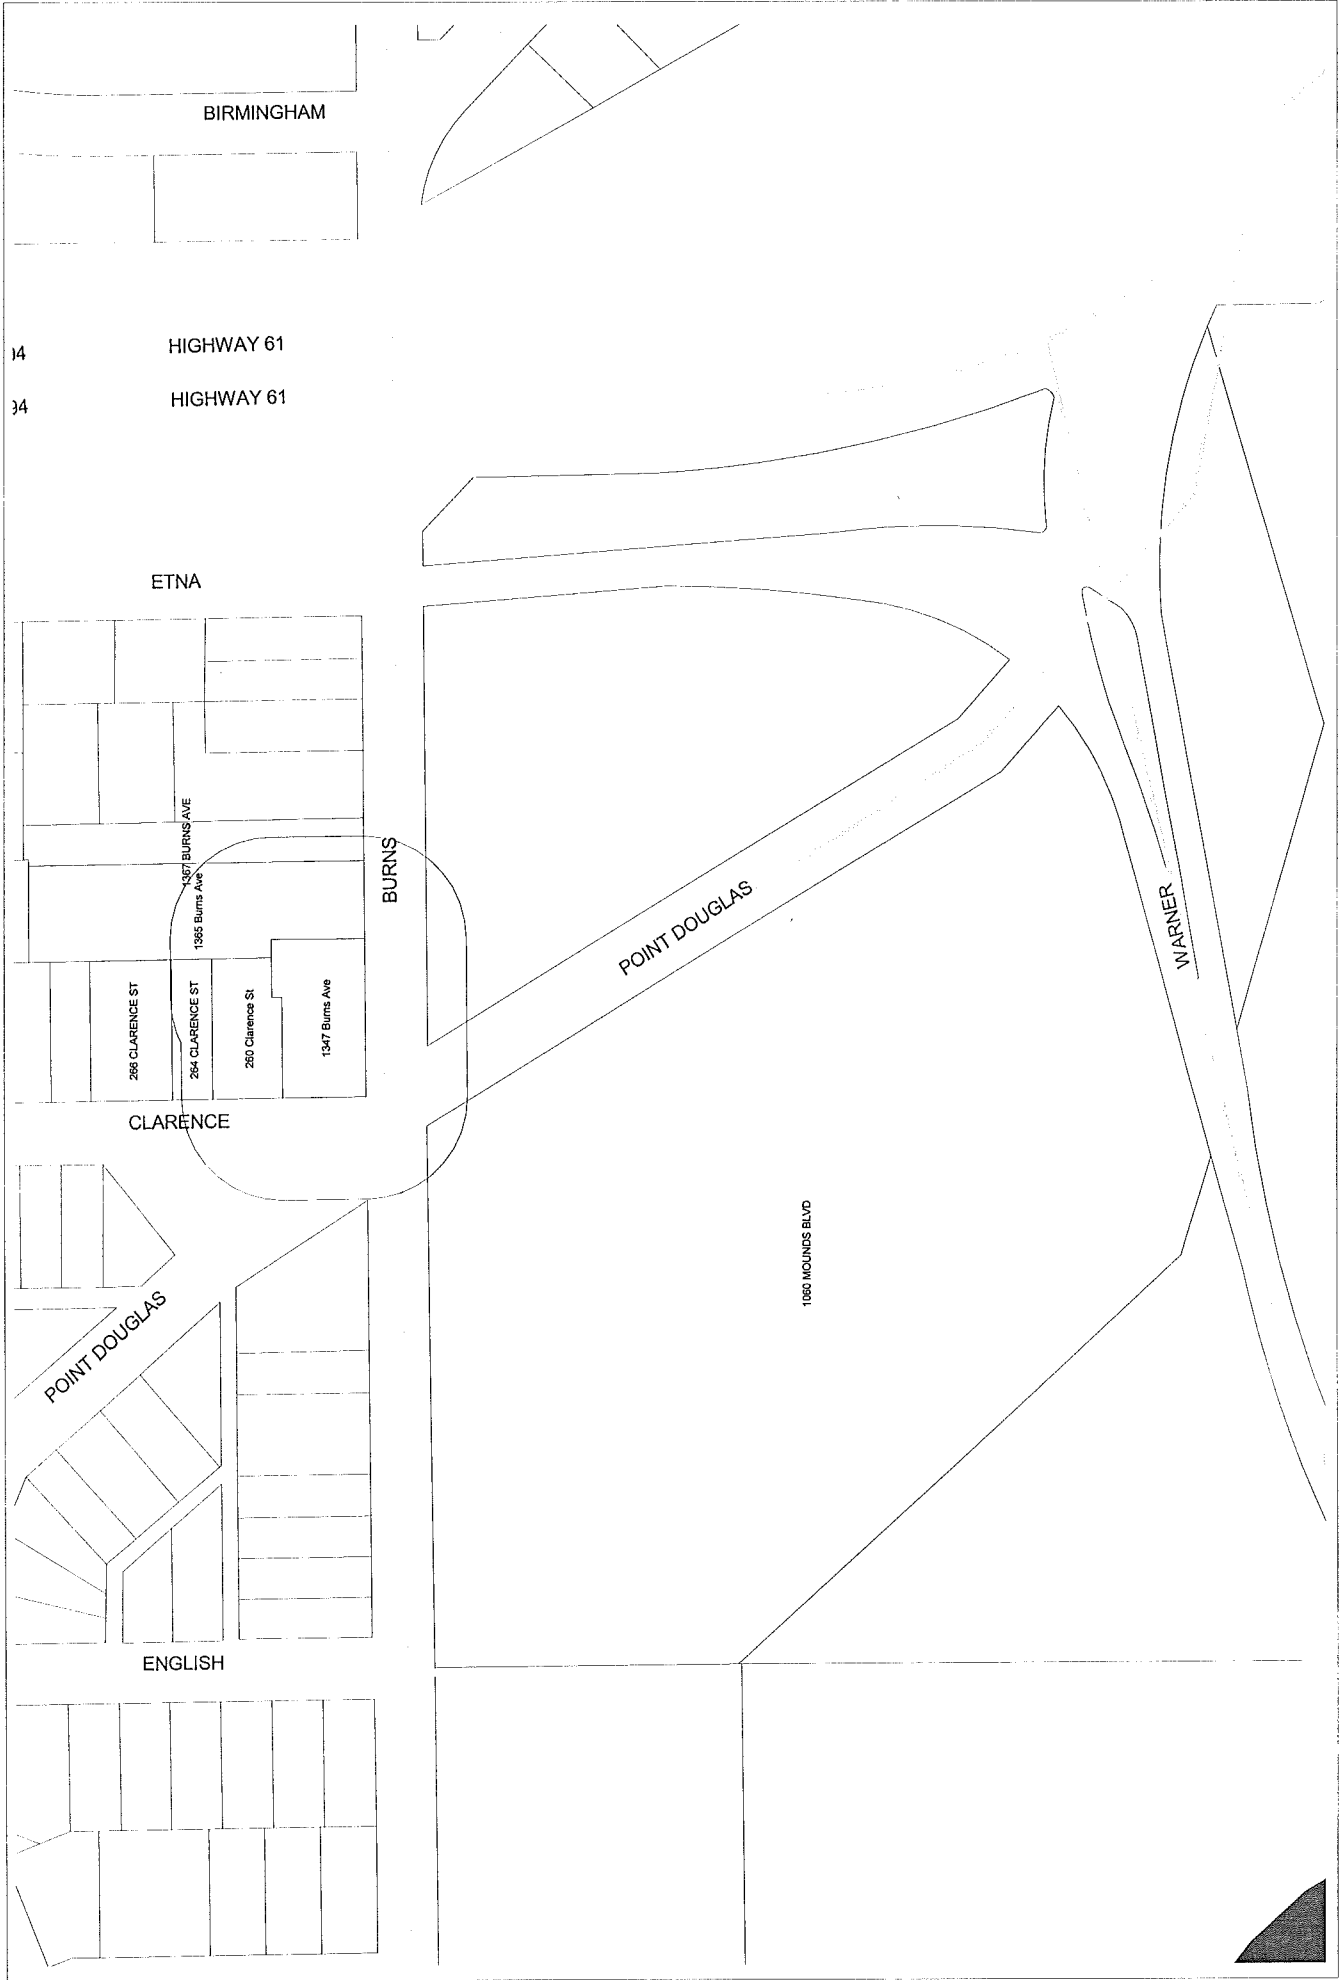 BIRMINGHAM
HIGHWAY 61
94
HIGHWAY 61
ETNA
BURNS
1367 BURNS AVE
1365 Burns Ave
266 CLARENCE ST
264 CLARENCE ST
260 Clarence St
1347 Burns Ave
CLARENCE
POINT DOUGLAS
WARNER
1060 MOUNDS BLVD
POINT DOUGLAS
ENGLISH